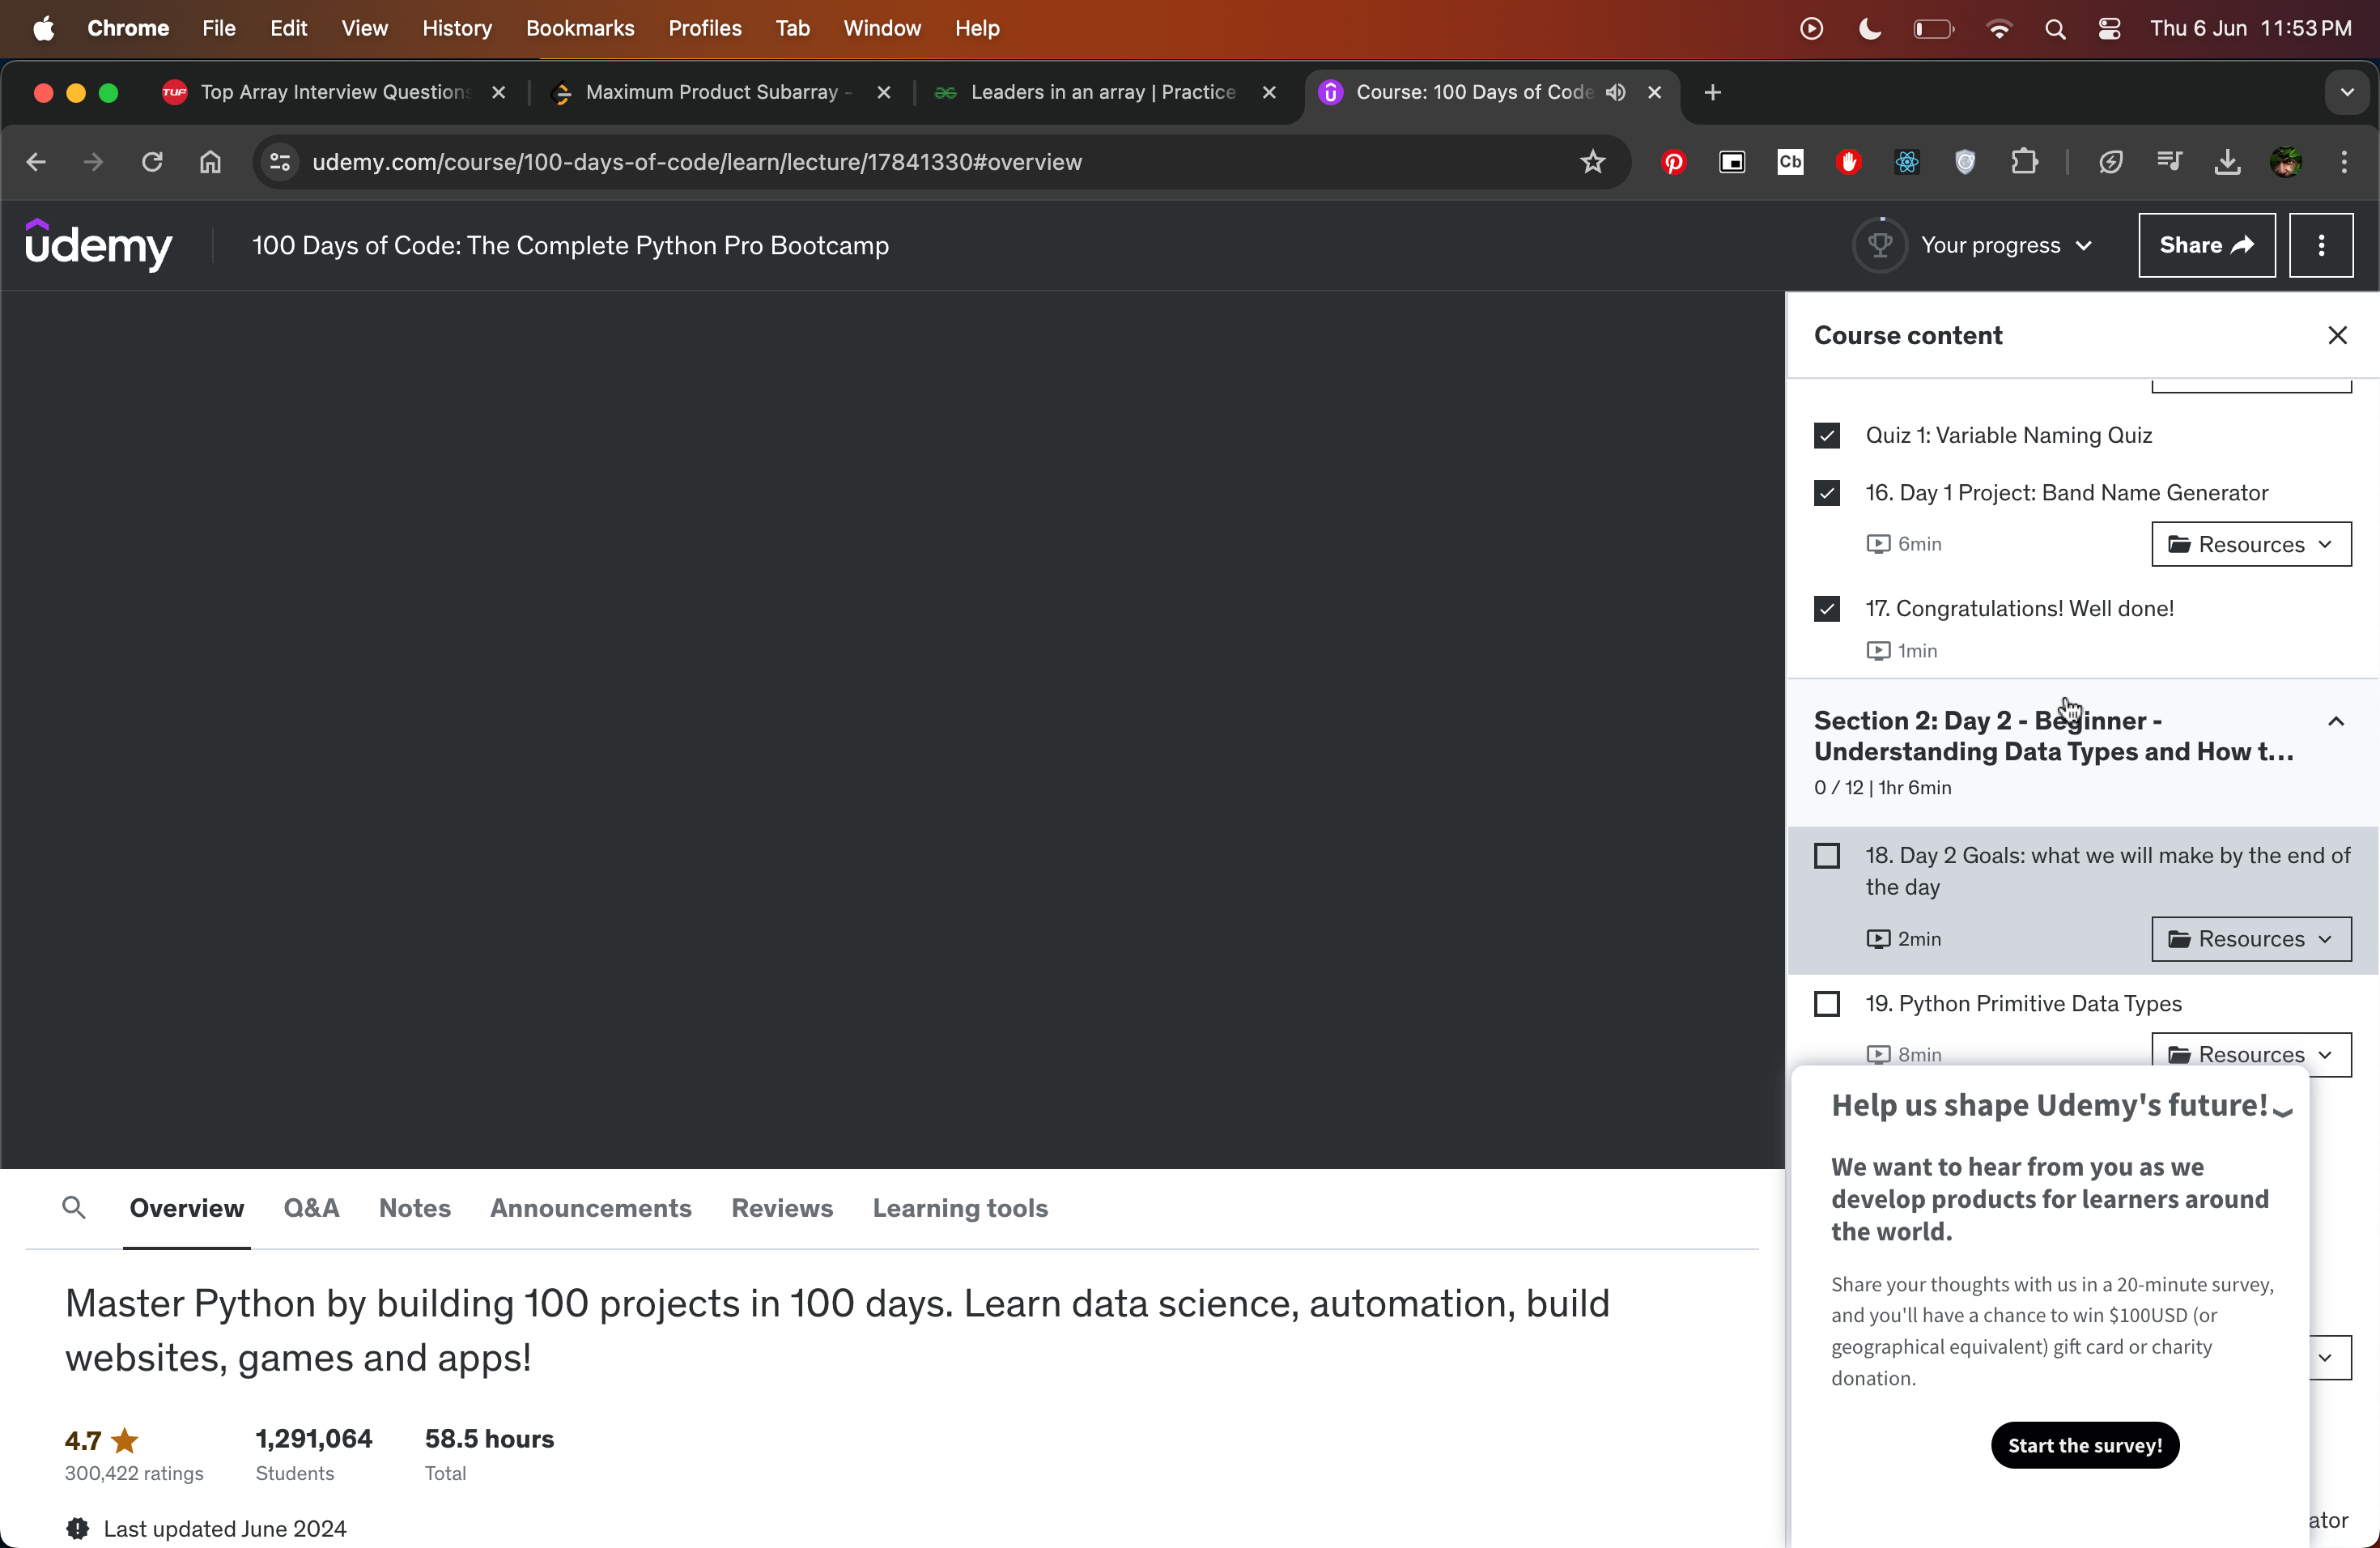 Chrome File Edit View History Bookmarks Profiles Tab Window Help Thu 6 Jun 11:53 PM
TUF Top Array Interview Questions Maximum Product Subarray - Leaders in an array | Practice Course: 100 Days of Code
udemy.com/course/100-days-of-code/learn/lecture/17841330#overview Cb
udemy 100 Days of Code: The Complete Python Pro Bootcamp Your progress Share
Course content
Quiz 1: Variable Naming Quiz
16. Day 1 Project: Band Name Generator
6min Resources
17. Congratulations! Well done!
1min
Section 2: Day 2 - Beginner -
Understanding Data Types and How t...
0 / 12 | 1hr 6min
18. Day 2 Goals: what we will make by the end of
the day
2min Resources
19. Python Primitive Data Types
8min Resources
Help us shape Udemy's future!
We want to hear from you as we
develop products for learners around
the world.
Share your thoughts with us in a 20-minute survey,
and you'll have a chance to win $100USD (or
geographical equivalent) gift card or charity
donation.
Start the survey!
ator
Overview Q&A Notes Announcements Reviews Learning tools
Master Python by building 100 projects in 100 days. Learn data science, automation, build
websites, games and apps!
4.7 1,291,064 58.5 hours
300,422 ratings Students Total
Last updated June 2024